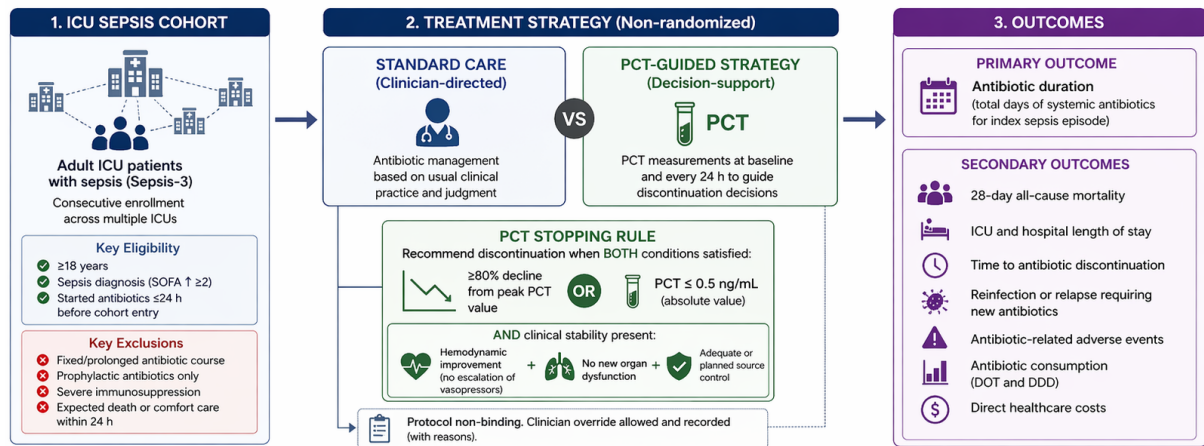 1. ICU SEPSIS COHORT
Adult ICU patients
with sepsis (Sepsis-3)
Consecutive enrollment
across multiple ICUs
Key Eligibility
≥18 years
Sepsis diagnosis (SOFA ↑ ≥2)
Started antibiotics ≤24 h
before cohort entry
Key Exclusions
Fixed/prolonged antibiotic course
Prophylactic antibiotics only
Severe immunosuppression
Expected death or comfort care
within 24 h
2. TREATMENT STRATEGY (Non-randomized)
STANDARD CARE
(Clinician-directed)
Antibiotic management
based on usual clinical
practice and judgment
VS
PCT-GUIDED STRATEGY
(Decision-support)
PCT
PCT measurements at baseline
and every 24 h to guide
discontinuation decisions
PCT STOPPING RULE
Recommend discontinuation when BOTH conditions satisfied:
≥80% decline
from peak PCT
value
OR
PCT ≤ 0.5 ng/mL
(absolute value)
AND clinical stability present:
Hemodynamic
improvement
(no escalation of
vasopressors)
+
No new organ
dysfunction
+
Adequate or
planned source
control
Protocol non-binding. Clinician override allowed and recorded
(with reasons).
3. OUTCOMES
PRIMARY OUTCOME
Antibiotic duration
(total days of systemic antibiotics
for index sepsis episode)
SECONDARY OUTCOMES
28-day all-cause mortality
ICU and hospital length of stay
Time to antibiotic discontinuation
Reinfection or relapse requiring
new antibiotics
Antibiotic-related adverse events
Antibiotic consumption
(DOT and DDD)
$
Direct healthcare costs